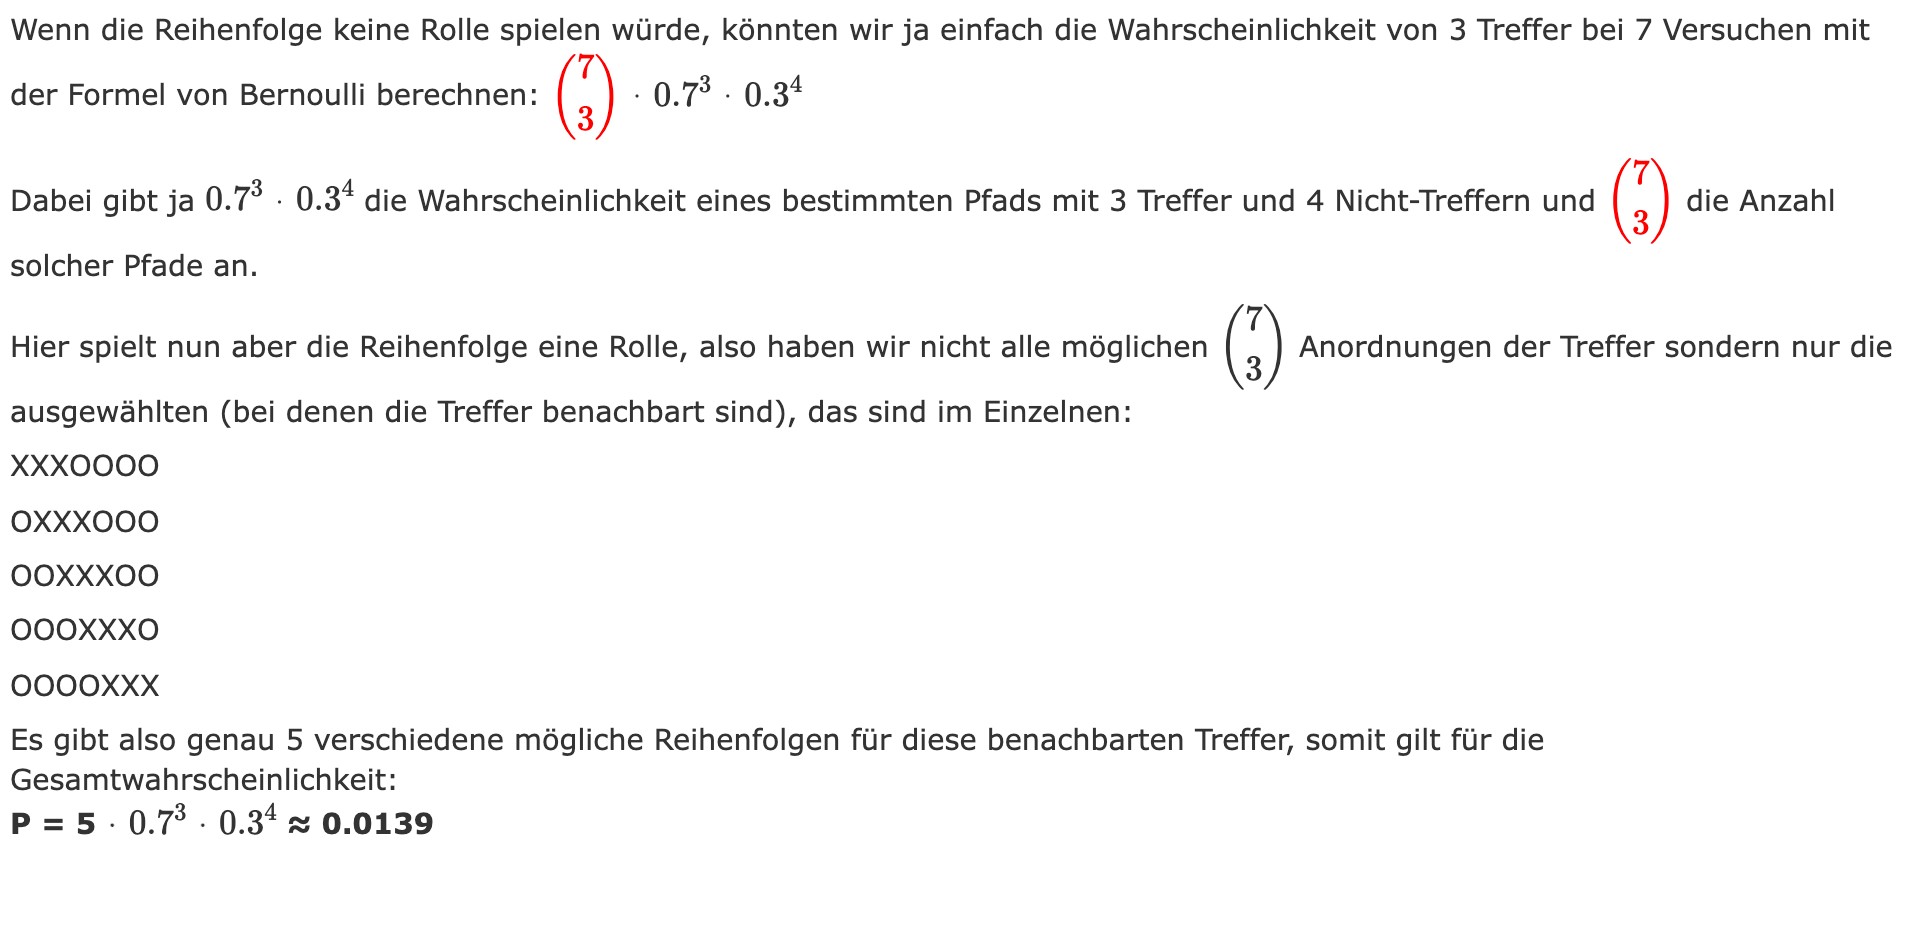 Wenn die Reihenfolge keine Rolle spielen würde, könnten wir ja einfach die Wahrscheinlichkeit von 3 Treffer bei 7 Versuchen mit
der Formel von Bernoulli berechnen: $\binom{7}{3} \cdot 0.7^3 \cdot 0.3^4$
Dabei gibt ja $0.7^3 \cdot 0.3^4$ die Wahrscheinlichkeit eines bestimmten Pfads mit 3 Treffer und 4 Nicht-Treffern und $\binom{7}{3}$ die Anzahl
solcher Pfade an.
Hier spielt nun aber die Reihenfolge eine Rolle, also haben wir nicht alle möglichen $\binom{7}{3}$ Anordnungen der Treffer sondern nur die
ausgewählten (bei denen die Treffer benachbart sind), das sind im Einzelnen:
XXXOOOO
OXXXOOO
OOXXXOO
OOOXXXO
OOOOXXX
Es gibt also genau 5 verschiedene mögliche Reihenfolgen für diese benachbarten Treffer, somit gilt für die
Gesamtwahrscheinlichkeit:
P = 5 $\cdot 0.7^3 \cdot 0.3^4$ ≈ 0.0139